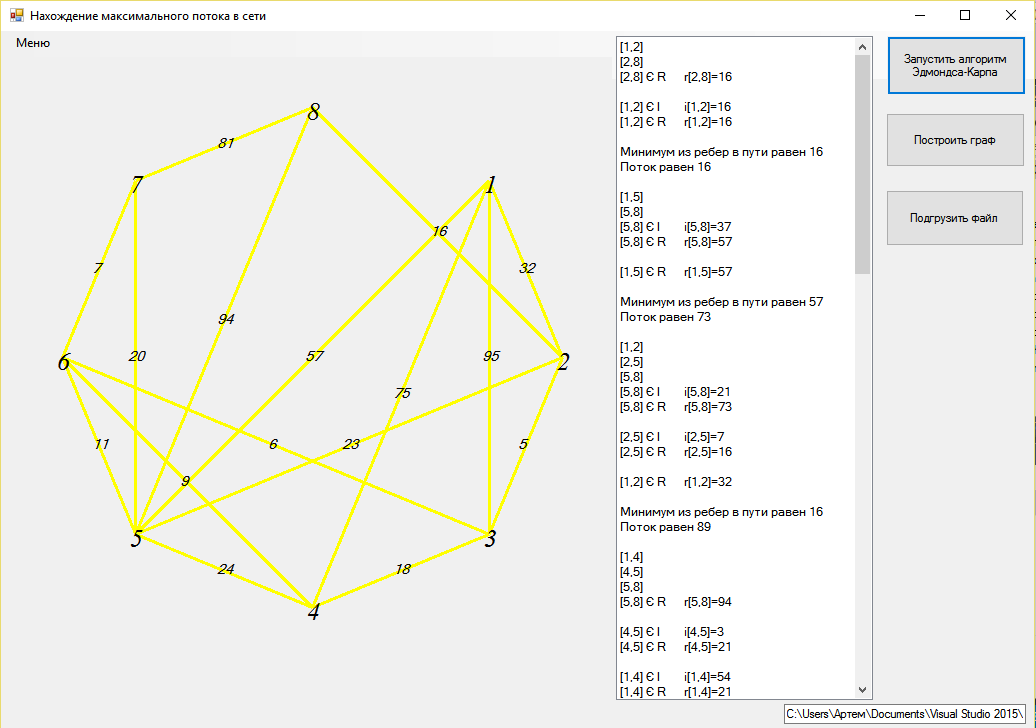 Нахождение максимального потока в сети
Меню
8
81
7
1
16
7
32
94
20
57
95
6
2
75
11
6
23
5
9
5
3
24
18
4
[1,2]
[2,8]
[2,8] Є R r[2,8]=16
[1,2] Є I i[1,2]=16
[1,2] Є R r[1,2]=16
Минимум из ребер в пути равен 16
Поток равен 16
[1,5]
[5,8]
[5,8] Є I i[5,8]=37
[5,8] Є R r[5,8]=57
[1,5] Є R r[1,5]=57
Минимум из ребер в пути равен 57
Поток равен 73
[1,2]
[2,5]
[5,8]
[5,8] Є I i[5,8]=21
[5,8] Є R r[5,8]=73
[2,5] Є I i[2,5]=7
[2,5] Є R r[2,5]=16
[1,2] Є R r[1,2]=32
Минимум из ребер в пути равен 16
Поток равен 89
[1,4]
[4,5]
[5,8]
[5,8] Є R r[5,8]=94
[4,5] Є I i[4,5]=3
[4,5] Є R r[4,5]=21
[1,4] Є I i[1,4]=54
[1,4] Є R r[1,4]=21
Запустить алгоритм
Эдмондса-Карпа
Построить граф
Подгрузить файл
C:\Users\Артем\Documents\Visual Studio 2015\